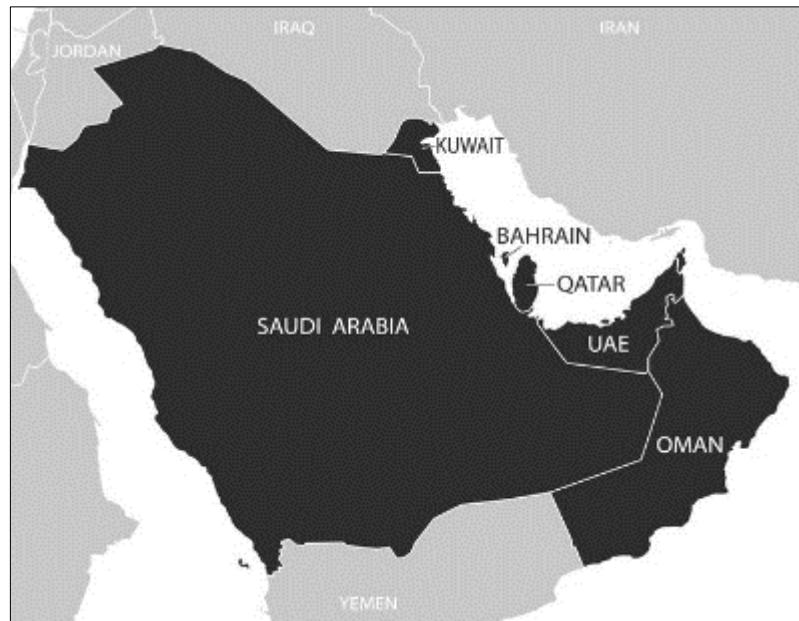 IRAQ
IRAN
JORDAN
KUWAIT
BAHRAIN
QATAR
SAUDI ARABIA
UAE
OMAN
YEMEN